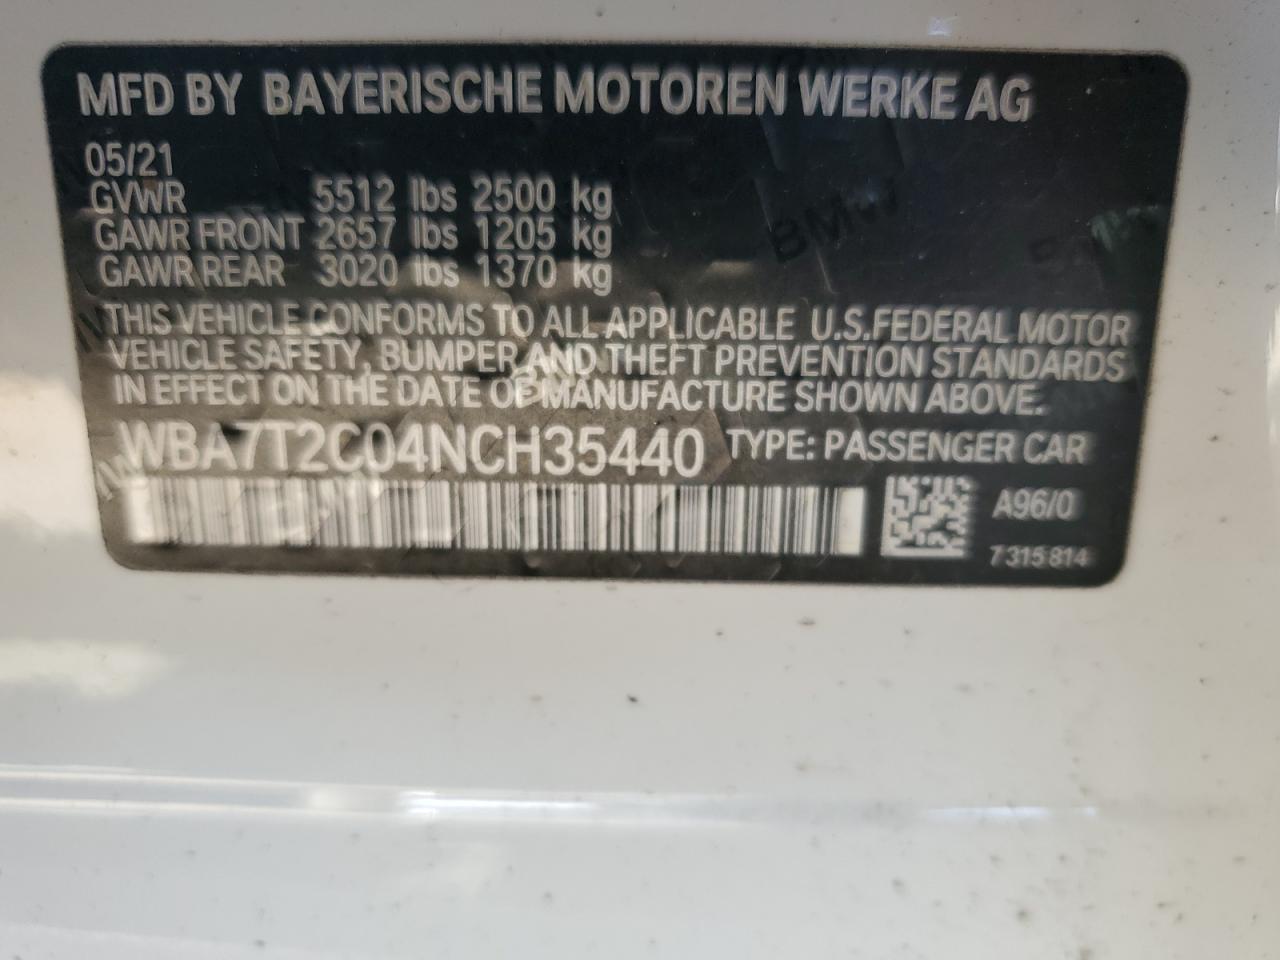 MFD BY BAYERISCHE MOTOREN WERKE AG
05/21
GVWR 5512 lbs 2500 kg
GAWR FRONT 2657 lbs 1205 kg
GAWR REAR 3020 lbs 1370 kg
THIS VEHICLE CONFORMS TO ALL APPLICABLE U.S.FEDERAL MOTOR
VEHICLE SAFETY, BUMPER,AND THEFT PREVENTION STANDARDS
IN EFFECT ON THE DATE OF MANUFACTURE SHOWN ABOVE.
WBA7T2C04NCH35440 TYPE: PASSENGER CAR
A96/0
7 315 814
BMW